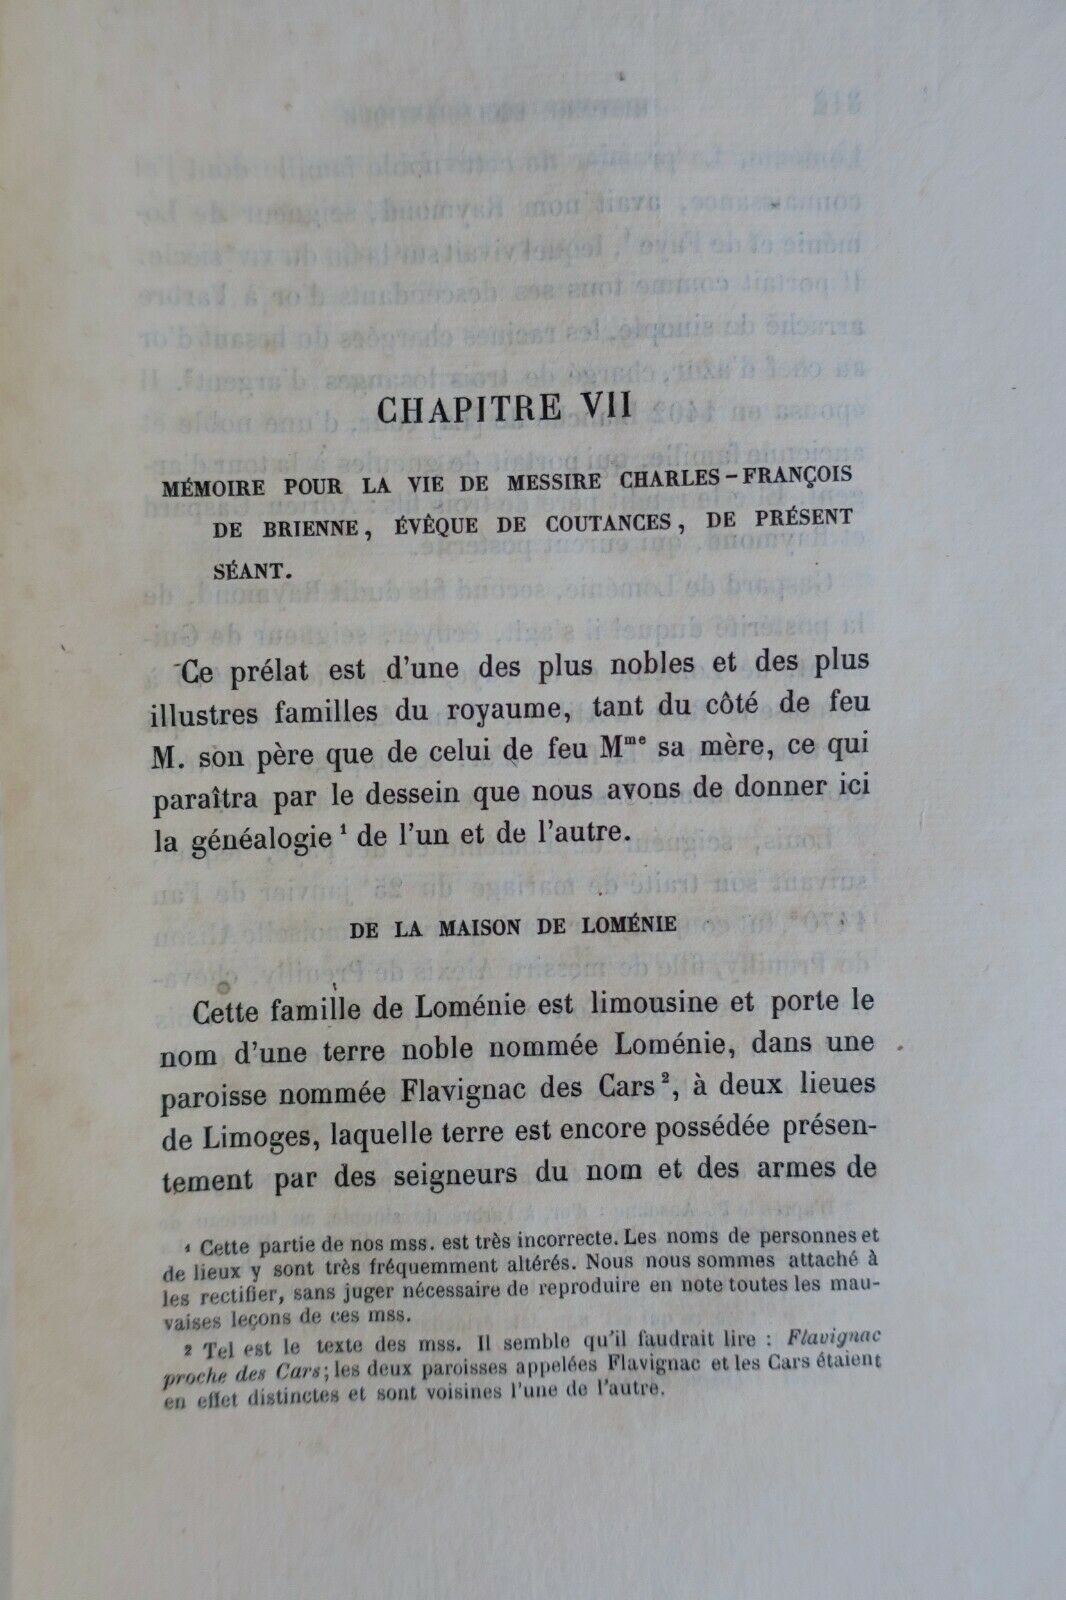 CHAPITRE VII
MÉMOIRE POUR LA VIE DE MESSIRE CHARLES-FRANÇOIS
DE BRIENNE, ÉVÊQUE DE COUTANCES, DE PRÉSENT
SÉANT.
Ce prélat est d'une des plus nobles et des plus
illustres familles du royaume, tant du côté de feu
M. son père que de celui de feu Mme sa mère, ce qui
paraîtra par le dessein que nous avons de donner ici
la généalogie ¹ de l'un et de l'autre.
DE LA MAISON DE LOMÉNIE
Cette famille de Loménie est limousine et porte le
nom d'une terre noble nommée Loménie, dans une
paroisse nommée Flavignac des Cars ², à deux lieues
de Limoges, laquelle terre est encore possédée présen-
tement par des seigneurs du nom et des armes de
¹ Cette partie de nos mss. est très incorrecte. Les noms de personnes et
de lieux y sont très fréquemment altérés. Nous nous sommes attaché à
les rectifier, sans juger nécessaire de reproduire en note toutes les mau-
vaises leçons de ces mss.
² Tel est le texte des mss. Il semble qu'il faudrait lire : Flavignac
proche des Cars; les deux paroisses appelées Flavignac et les Cars étaient
en effet distinctes et sont voisines l'une de l'autre.